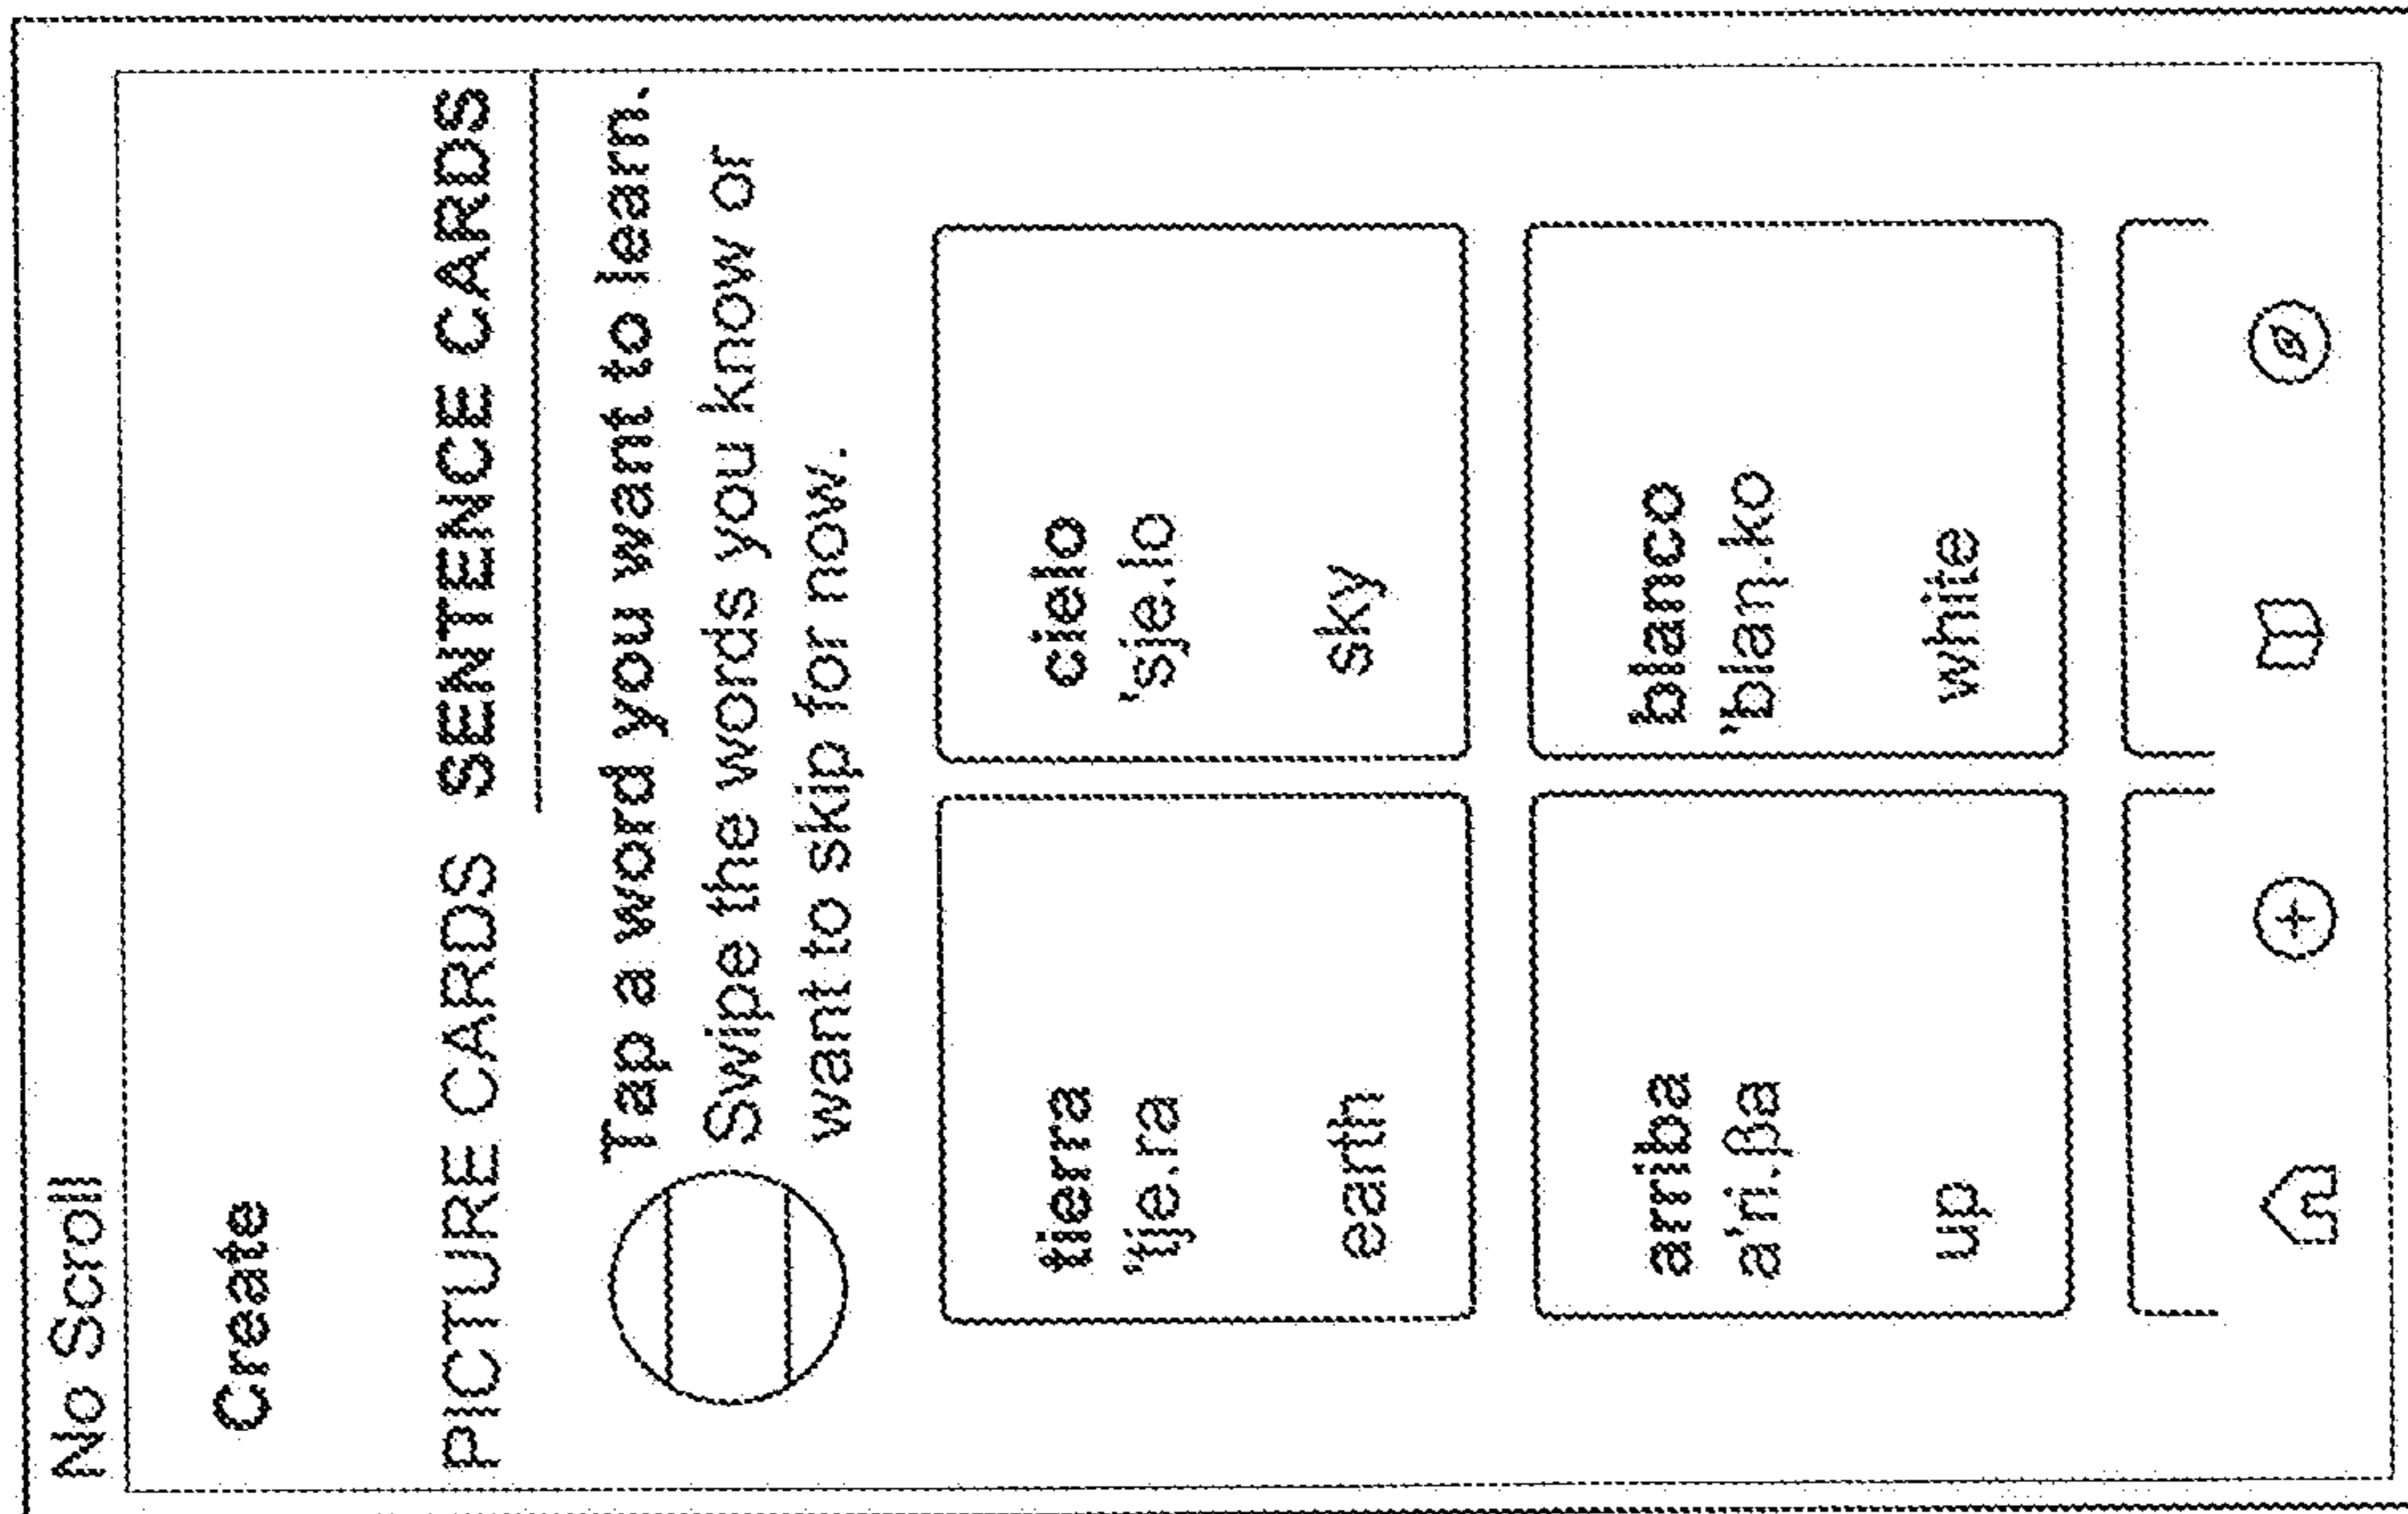 No Scroll
Create
PICTURE CARDS SENTENCE CARDS
Tap a word you want to learn.
Swipe the words you know or
want to skip for now.
tierra
'tje.ra
earth
cielo
'sje.lo
sky
arriba
a'ri.βa
up
blanco
'blaŋ.ko
white